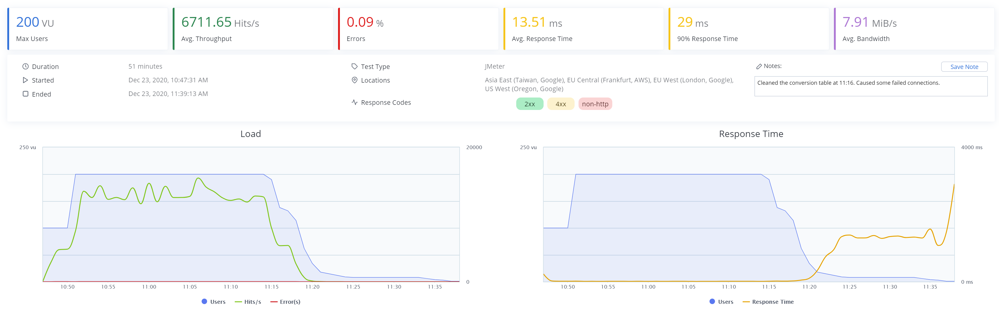 200 VU
Max Users
6711.65 Hits/s
Avg. Throughput
0.09 %
Errors
13.51 ms
Avg. Response Time
29 ms
90% Response Time
7.91 MiB/s
Avg. Bandwidth
Duration 51 minutes
Started Dec 23, 2020, 10:47:31 AM
Ended Dec 23, 2020, 11:39:13 AM
Test Type JMeter
Locations Asia East (Taiwan, Google), EU Central (Frankfurt, AWS), EU West (London, Google),
US West (Oregon, Google)
Response Codes 2xx 4xx non-http
Notes: Save Note
Cleaned the conversion table at 11:16. Caused some failed connections.
Load
250 vu 20000
0
10:50 10:55 11:00 11:05 11:10 11:15 11:20 11:25 11:30 11:35
Users Hits/s Error(s)
Response Time
250 vu 4000 ms
0 ms
10:50 10:55 11:00 11:05 11:10 11:15 11:20 11:25 11:30 11:35
Users Response Time